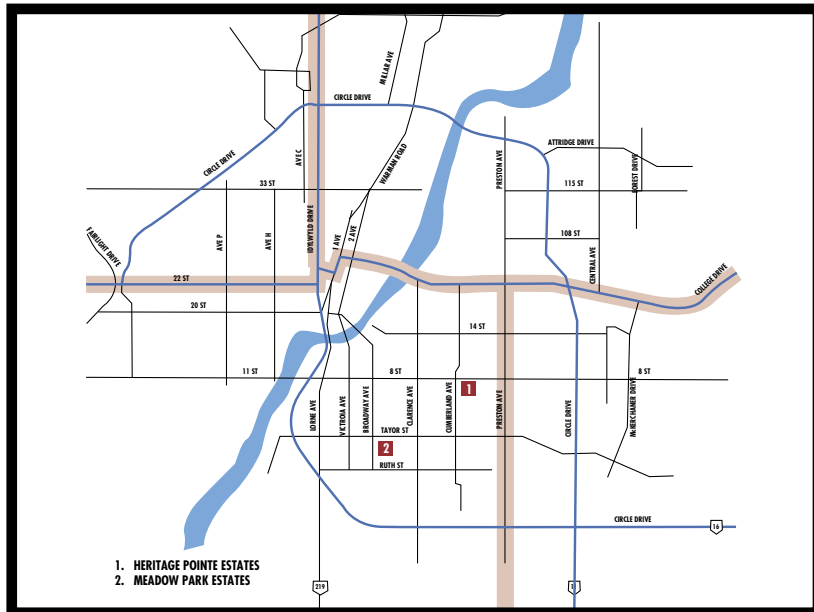 MILLAR AVE
CIRCLE DRIVE
CIRCLE DRIVE
AVE C
WARMAN ROAD
PRESTON AVE
ATTRIDGE DRIVE
FOREST DRIVE
33 ST
115 ST
FAIRLIGHT DRIVE
AVE P
AVE H
IDYLWYLD DRIVE
1 AVE
2 AVE
108 ST
CENTRAL AVE
22 ST
COLLEGE DRIVE
20 ST
14 ST
11 ST
8 ST
8 ST
1
LORNE AVE
VICTROIA AVE
BROADWAY AVE
CLARENCE AVE
CUMBERLAND AVE
PRESTON AVE
CIRCLE DRIVE
McKERCHANER DRIVE
TAYOR ST
2
RUTH ST
CIRCLE DRIVE
16
1. HERITAGE POINTE ESTATES
2. MEADOW PARK ESTATES
219